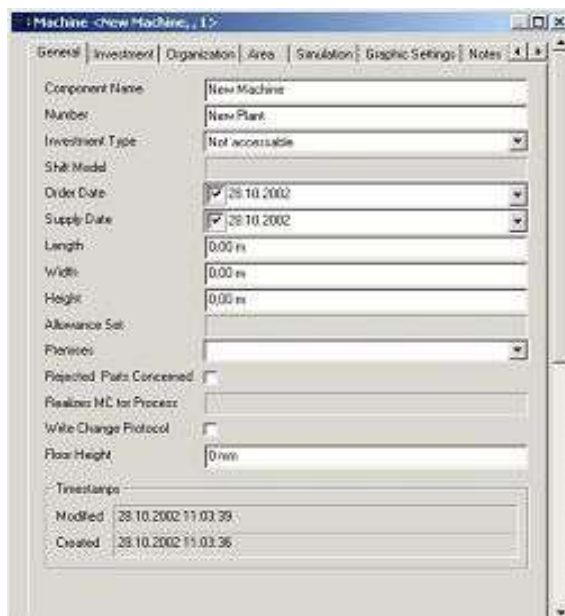 Machine <New Machine, , 1>
General Investment Organization Area Simulation Graphic Settings Notes
Component Name New Machine
Number New Plant
Investment Type Not accessable
Shift Model
Order Date 28.10.2002
Supply Date 28.10.2002
Length 0,00 m
Width 0,00 m
Height 0,00 m
Allowance Set
Premises
Rejected Parts Concerned
Realizes MC for Process
Write Change Protocol
Floor Height 0 mm
Timestamps
Modified 28.10.2002 11:03:39
Created 28.10.2002 11:03:36